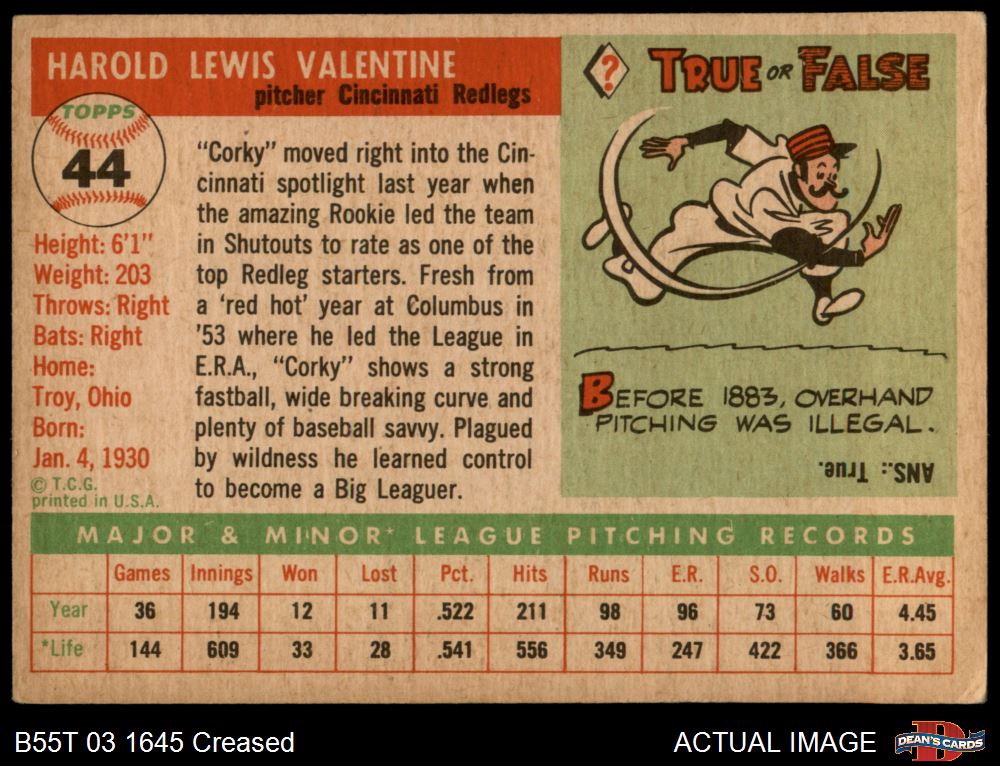 HAROLD LEWIS VALENTINE
pitcher Cincinnati Redlegs
TOPPS
44
Height: 6'1"
Weight: 203
Throws: Right
Bats: Right
Home:
Troy, Ohio
Born:
Jan. 4, 1930
© T.C.G.
printed in U.S.A.
"Corky" moved right into the Cin-
cinnati spotlight last year when
the amazing Rookie led the team
in Shutouts to rate as one of the
top Redleg starters. Fresh from
a 'red hot' year at Columbus in
'53 where he led the League in
E.R.A., "Corky" shows a strong
fastball, wide breaking curve and
plenty of baseball savvy. Plagued
by wildness he learned control
to become a Big Leaguer.
? TRUE OR FALSE
BEFORE 1883, OVERHAND
PITCHING WAS ILLEGAL.
ANS.: True.
MAJOR & MINOR* LEAGUE PITCHING RECORDS
Games Innings Won Lost Pct. Hits Runs E.R. S.O. Walks E.R.Avg.
Year 36 194 12 11 .522 211 98 96 73 60 4.45
*Life 144 609 33 28 .541 556 349 247 422 366 3.65
B55T 03 1645 Creased
ACTUAL IMAGE
D
DEAN'S CARDS